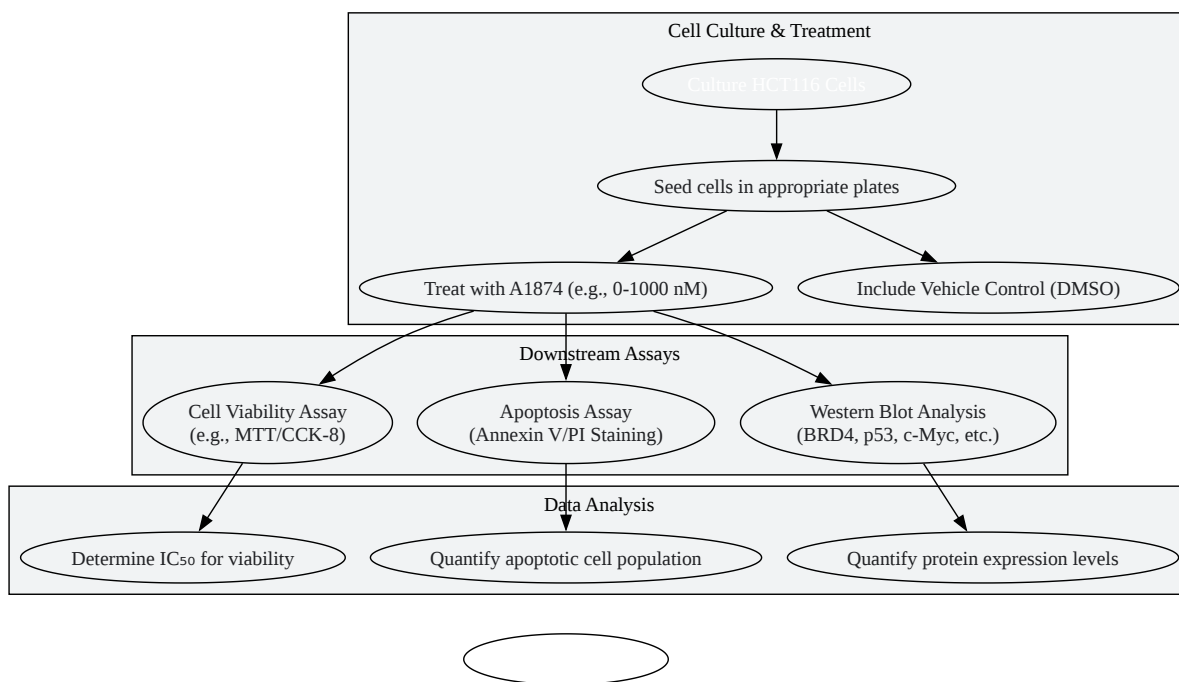 Cell Culture & Treatment
Culture HCT116 Cells
Seed cells in appropriate plates
Treat with A1874 (e.g., 0-1000 nM)
Include Vehicle Control (DMSO)
Downstream Assays
Cell Viability Assay
(e.g., MTT/CCK-8)
Apoptosis Assay
(Annexin V/PI Staining)
Western Blot Analysis
(BRD4, p53, c-Myc, etc.)
Data Analysis
Determine IC₅₀ for viability
Quantify apoptotic cell population
Quantify protein expression levels